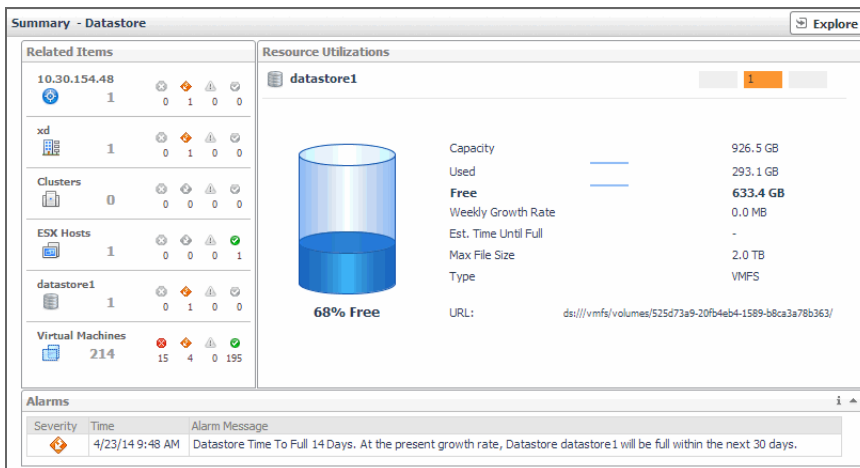 Summary - Datastore
Explore
Related Items
10.30.154.48
1
0 1 0 0
xd
1
0 1 0 0
Clusters
0
0 0 0 0
ESX Hosts
1
0 0 0 1
datastore1
1
0 1 0 0
Virtual Machines
214
15 4 0 195
Resource Utilizations
datastore1
1
68% Free
Capacity 926.5 GB
Used 293.1 GB
Free 633.4 GB
Weekly Growth Rate 0.0 MB
Est. Time Until Full -
Max File Size 2.0 TB
Type VMFS
URL: ds:///vmfs/volumes/525d73a9-20fb4eb4-1589-b8ca3a78b363/
Alarms
Severity Time Alarm Message
4/23/14 9:48 AM Datastore Time To Full 14 Days. At the present growth rate, Datastore datastore1 will be full within the next 30 days.